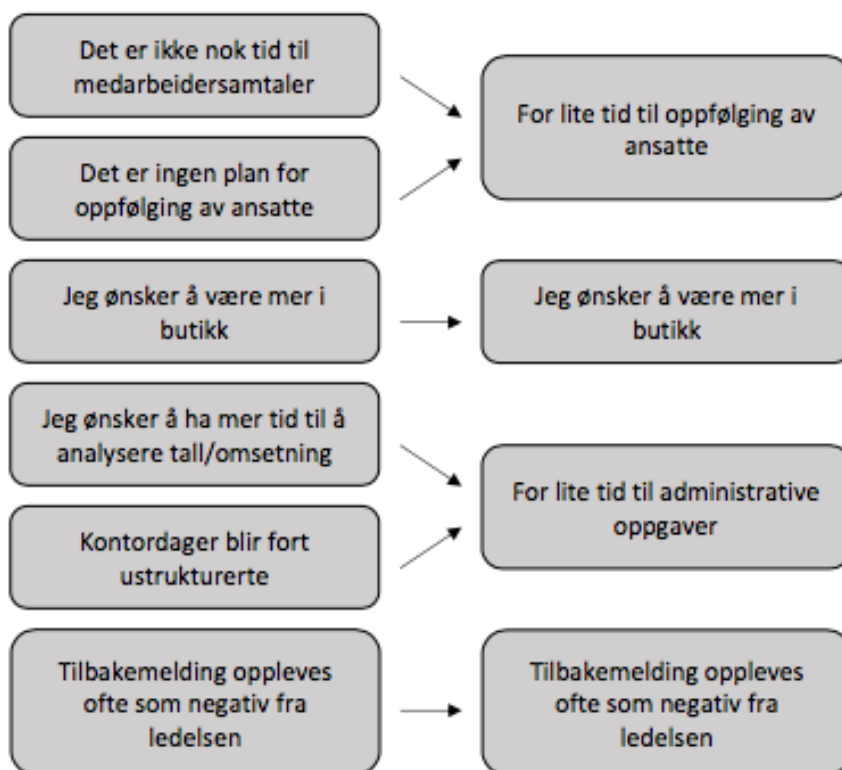 Det er ikke nok tid til
medarbeidersamtaler
For lite tid til oppfølging av
ansatte
Det er ingen plan for
oppfølging av ansatte
Jeg ønsker å være mer i
butikk
Jeg ønsker å være mer i
butikk
Jeg ønsker å ha mer tid til å
analysere tall/omsetning
For lite tid til administrative
oppgaver
Kontordager blir fort
ustrukturerte
Tilbakemelding oppleves
ofte som negativ fra
ledelsen
Tilbakemelding oppleves
ofte som negativ fra
ledelsen